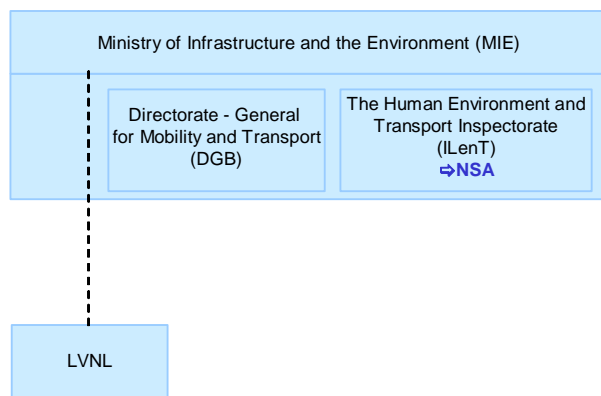 Ministry of Infrastructure and the Environment (MIE)
Directorate - General
for Mobility and Transport
(DGB)
The Human Environment and
Transport Inspectorate
(ILenT)
⇨NSA
LVNL